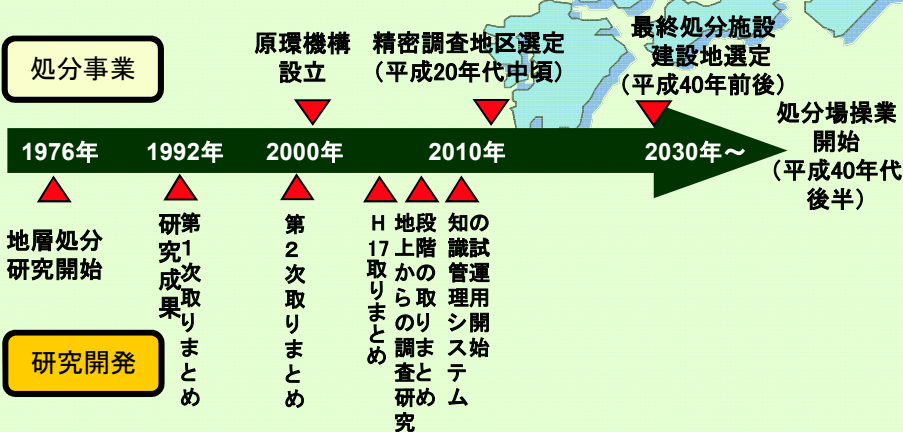 処分事業
原環機構
設立
精密調査地区選定
（平成20年代中頃）
最終処分施設
建設地選定
（平成40年前後）
処分場操業
開始
（平成40年代
後半）
1976年
1992年
2000年
2010年
2030年～
地層処分
研究開始
第1次取りまとめ
研究成果
第２次取りまとめ
H17取りまとめ
地上からの調査研究
段階の取りまとめ
知識管理システム
の試運用開始
研究開発